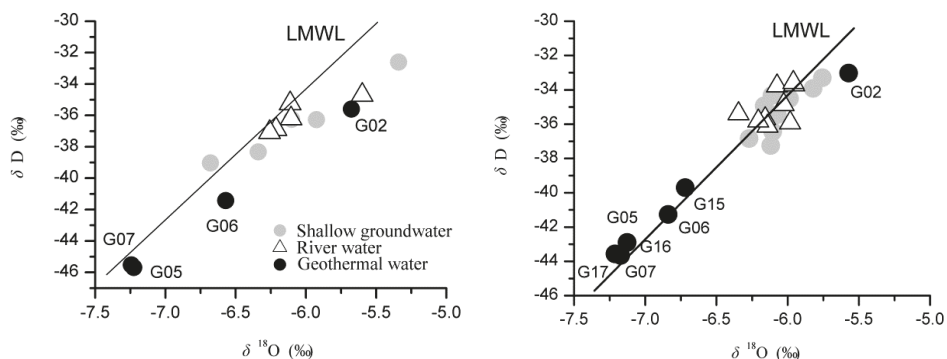 -30
-32
-34
-36
-38
-40
-42
-44
-46
δ D (‰)
LMWL
G02
G06
G07
G05
Shallow groundwater
River water
Geothermal water
-7.5 -7.0 -6.5 -6.0 -5.5 -5.0
δ ¹⁸O (‰)
-30
-32
-34
-36
-38
-40
-42
-44
-46
δ D (‰)
LMWL
G02
G15
G05
G06
G16
G17
G07
-7.5 -7.0 -6.5 -6.0 -5.5 -5.0
δ ¹⁸O (‰)